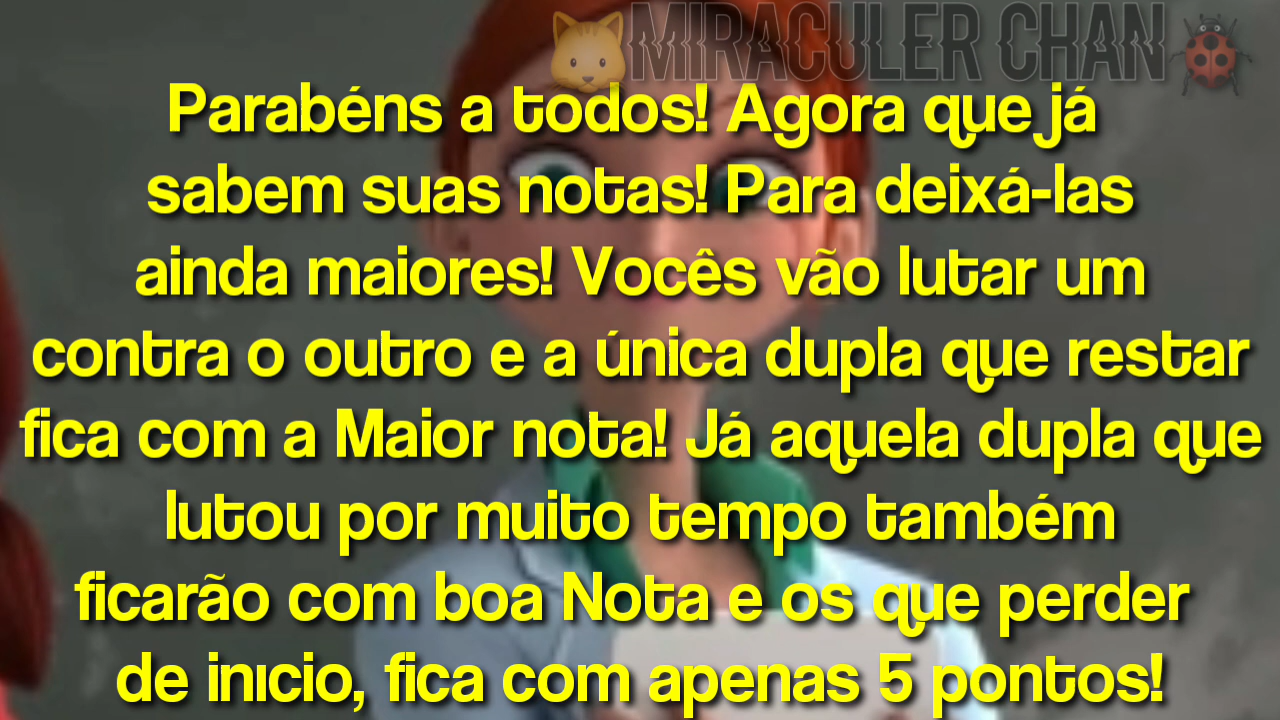 MIRACULER CHAN
Parabéns a todos! Agora que já
sabem suas notas! Para deixá-las
ainda maiores! Vocês vão lutar um
contra o outro e a única dupla que restar
fica com a Maior nota! Já aquela dupla que
lutou por muito tempo também
ficarão com boa Nota e os que perder
de inıcio, fica com apenas 5 pontos!